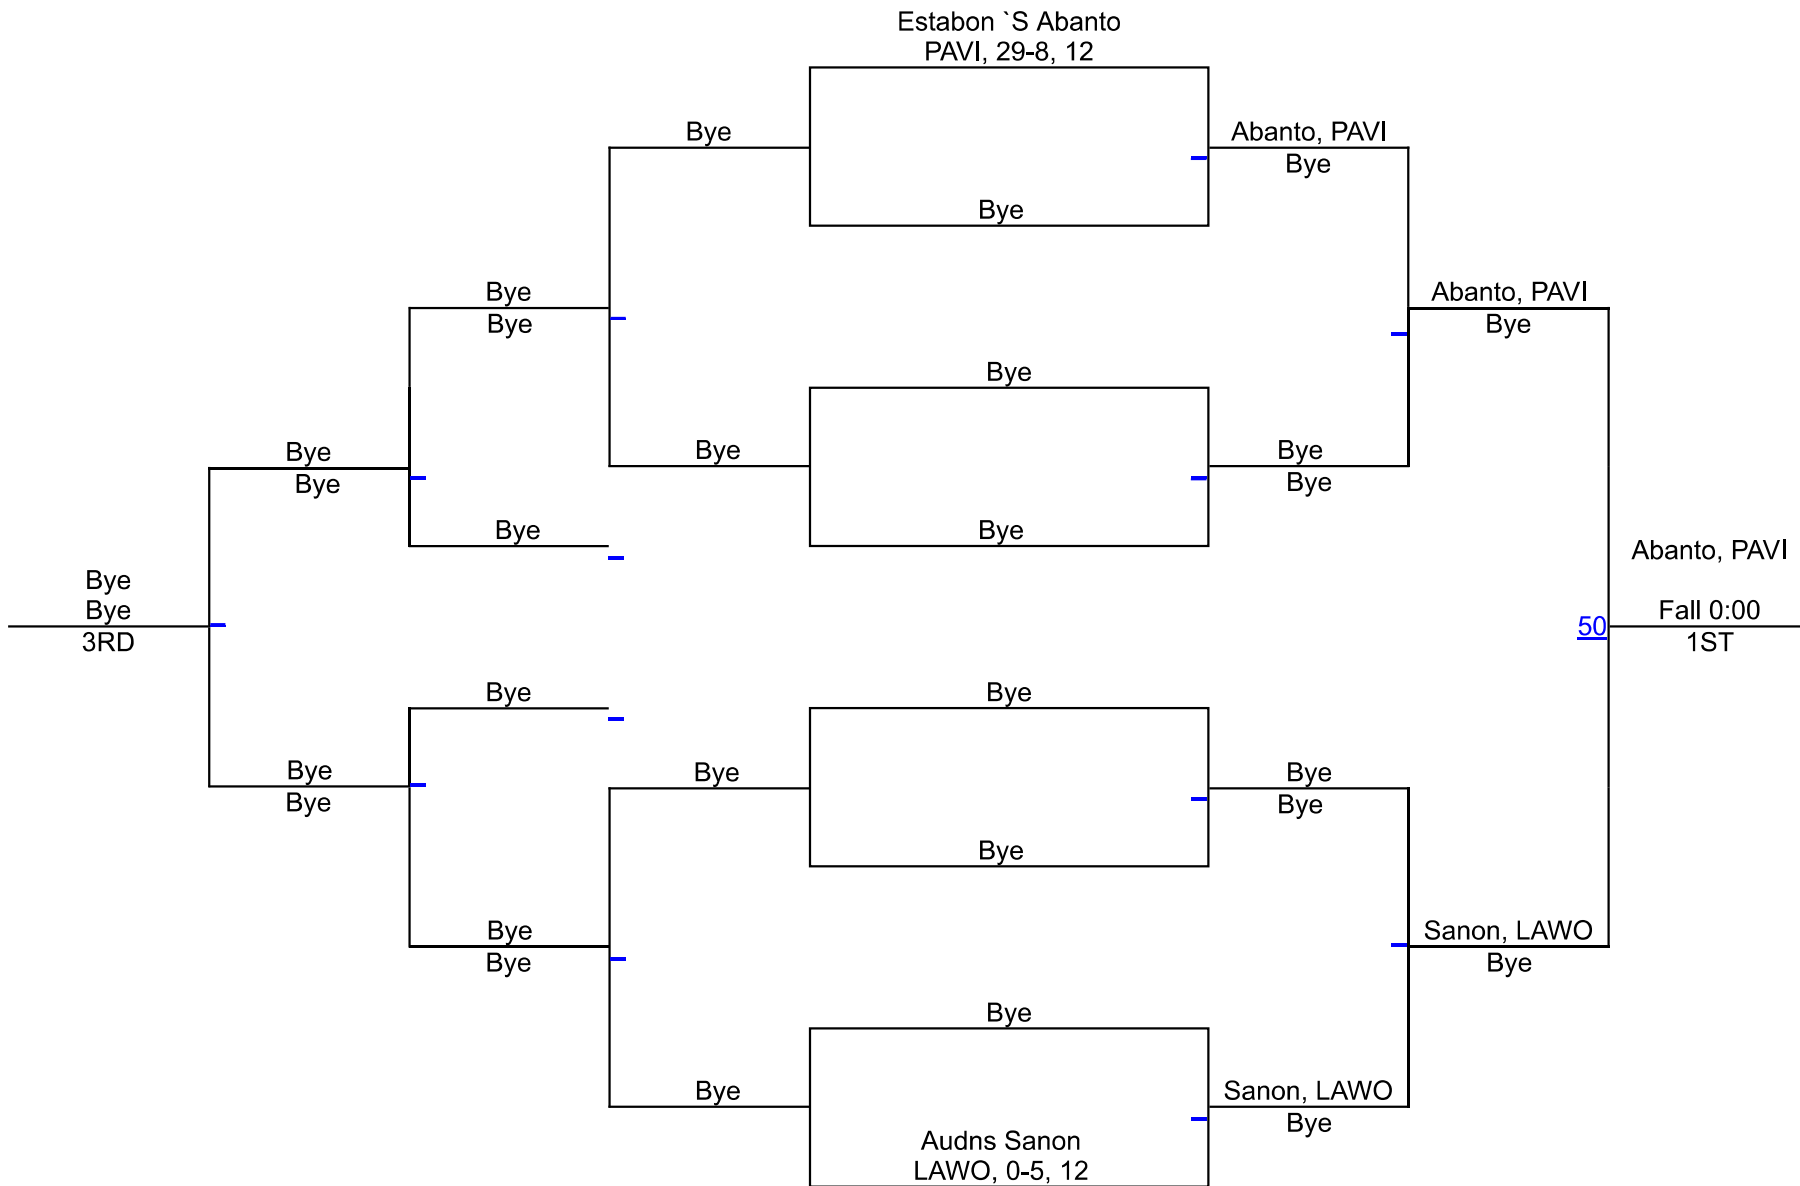 Estabon `S Abanto
PAVI, 29-8, 12
Bye
Abanto, PAVI
Bye
Bye
Bye
Bye
Abanto, PAVI
Bye
Bye
Bye
Bye
Bye
Bye
Bye
Bye
Bye
Abanto, PAVI
Bye
Bye
3RD
50
Fall 0:00
1ST
Bye
Bye
Bye
Bye
Bye
Bye
Bye
Bye
Bye
Bye
Sanon, LAWO
Bye
Bye
Bye
Sanon, LAWO
Bye
Audns Sanon
LAWO, 0-5, 12